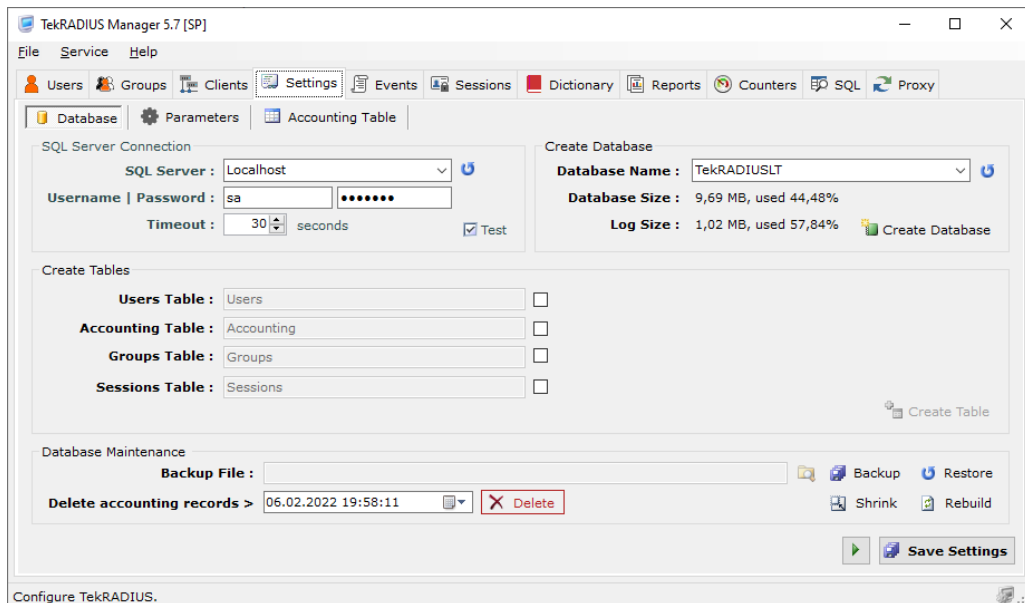 TekRADIUS Manager 5.7 [SP]
File Service Help
Users Groups Clients Settings Events Sessions Dictionary Reports Counters SQL Proxy
Database Parameters Accounting Table
SQL Server Connection
SQL Server : Localhost
Username | Password : sa •••••••
Timeout : 30 seconds
Test
Create Database
Database Name : TekRADIUSLT
Database Size : 9,69 MB, used 44,48%
Log Size : 1,02 MB, used 57,84%
Create Database
Create Tables
Users Table : Users
Accounting Table : Accounting
Groups Table : Groups
Sessions Table : Sessions
Create Table
Database Maintenance
Backup File : Backup Restore
Delete accounting records > 06.02.2022 19:58:11 Delete Shrink Rebuild
Save Settings
Configure TekRADIUS.